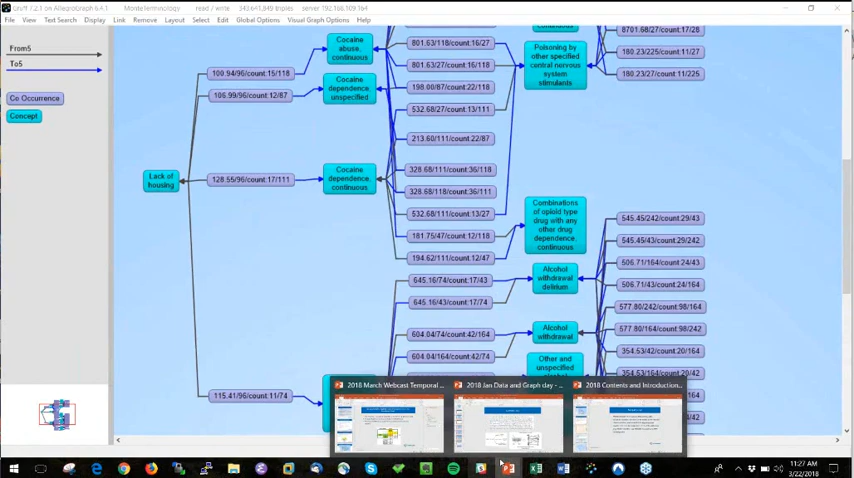 Gruff 7.2.1 on AllegroGraph 6.4.1 MonteTerminology read / write 343,641,849 triples server 192.168.109.164
File View Text Search Display Link Remove Layout Select Edit Global Options Visual Graph Options Help
From5
To5
Co Occurrence
Concept
Lack of
housing
100.94/96/count:15/118
106.99/96/count:12/87
128.55/96/count:17/111
115.41/96/count:11/74
Cocaine
abuse,
continuous
Cocaine
dependence,
unspecified
Cocaine
dependence,
continuous
801.63/118/count:16/27
801.63/27/count:16/118
198.00/87/count:22/118
532.68/27/count:13/111
213.60/111/count:22/87
328.68/111/count:36/118
328.68/118/count:36/111
532.68/111/count:13/27
181.75/47/count:12/118
194.62/111/count:12/47
645.16/74/count:17/43
645.16/43/count:17/74
604.04/74/count:42/164
604.04/164/count:42/74
continuous
Poisoning by
other specified
central nervous
system
stimulants
Combinations
of opioid type
drug with any
other drug
dependence,
continuous
Alcohol
withdrawal
delirium
Alcohol
withdrawal
Other and
unspecified
alcohol
8701.68/27/count:17/28
180.23/225/count:11/27
180.23/27/count:11/225
545.45/242/count:29/43
545.45/43/count:29/242
506.71/164/count:24/43
506.71/43/count:24/164
577.80/242/count:98/164
577.80/164/count:98/242
354.53/42/count:20/164
354.53/164/count:20/42
2018 March Webcast Temporal ...
2018 Jan Data and Graph day - ...
2018 Contents and Introduction...
11:27 AM
3/22/2018